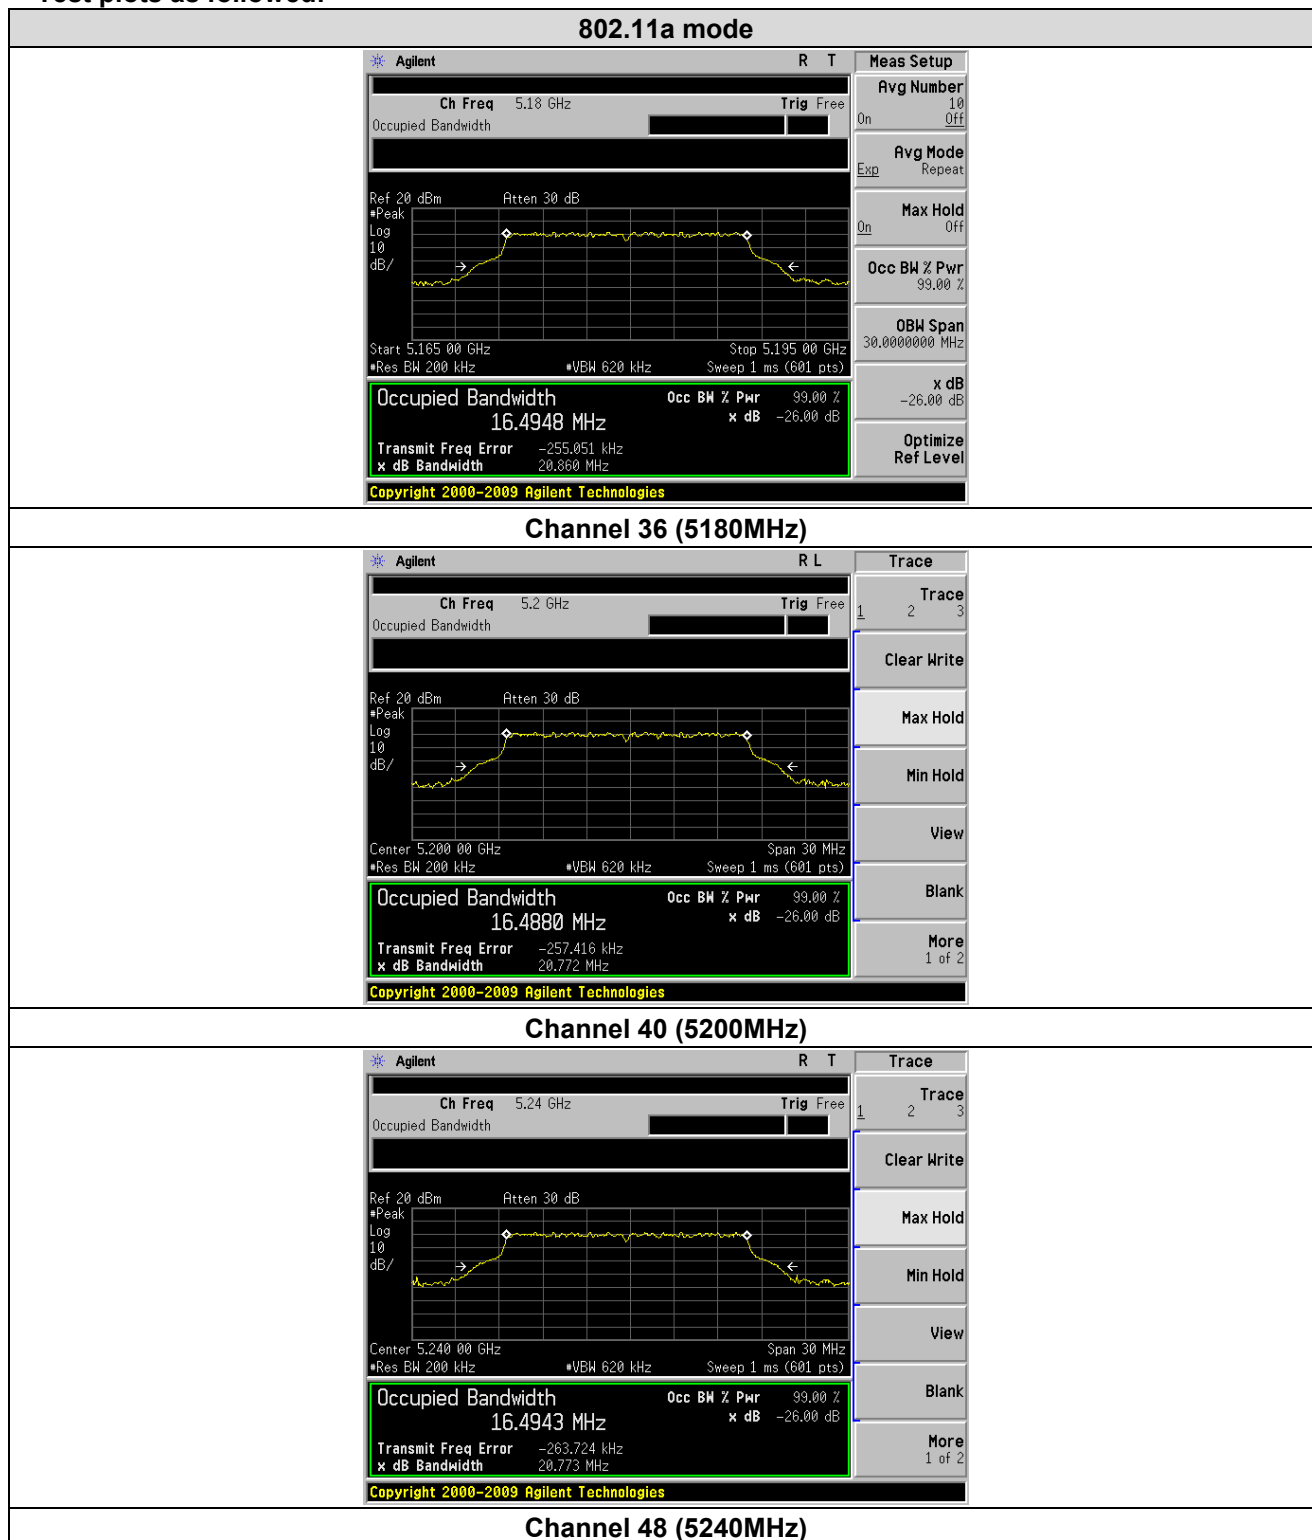 802.11a mode
Agilent R T Meas Setup
Ch Freq 5.18 GHz Trig Free
Occupied Bandwidth
Avg Number
10
On Off
Avg Mode
Exp Repeat
Max Hold
On Off
Occ BW % Pwr
99.00 %
OBW Span
30.0000000 MHz
x dB
-26.00 dB
Optimize
Ref Level
Ref 20 dBm Atten 30 dB
#Peak
Log
10
dB/
Start 5.165 00 GHz Stop 5.195 00 GHz
#Res BW 200 kHz #VBW 620 kHz Sweep 1 ms (601 pts)
Occupied Bandwidth Occ BW % Pwr 99.00 %
16.4948 MHz x dB -26.00 dB
Transmit Freq Error -255.051 kHz
x dB Bandwidth 20.860 MHz
Copyright 2000-2009 Agilent Technologies
Channel 36 (5180MHz)
Agilent R L Trace
Ch Freq 5.2 GHz Trig Free
Occupied Bandwidth
Trace
1 2 3
Clear Write
Max Hold
Min Hold
View
Blank
More
1 of 2
Ref 20 dBm Atten 30 dB
#Peak
Log
10
dB/
Center 5.200 00 GHz Span 30 MHz
#Res BW 200 kHz #VBW 620 kHz Sweep 1 ms (601 pts)
Occupied Bandwidth Occ BW % Pwr 99.00 %
16.4880 MHz x dB -26.00 dB
Transmit Freq Error -257.416 kHz
x dB Bandwidth 20.772 MHz
Copyright 2000-2009 Agilent Technologies
Channel 40 (5200MHz)
Agilent R T Trace
Ch Freq 5.24 GHz Trig Free
Occupied Bandwidth
Trace
1 2 3
Clear Write
Max Hold
Min Hold
View
Blank
More
1 of 2
Ref 20 dBm Atten 30 dB
#Peak
Log
10
dB/
Center 5.240 00 GHz Span 30 MHz
#Res BW 200 kHz #VBW 620 kHz Sweep 1 ms (601 pts)
Occupied Bandwidth Occ BW % Pwr 99.00 %
16.4943 MHz x dB -26.00 dB
Transmit Freq Error -263.724 kHz
x dB Bandwidth 20.773 MHz
Copyright 2000-2009 Agilent Technologies
Channel 48 (5240MHz)